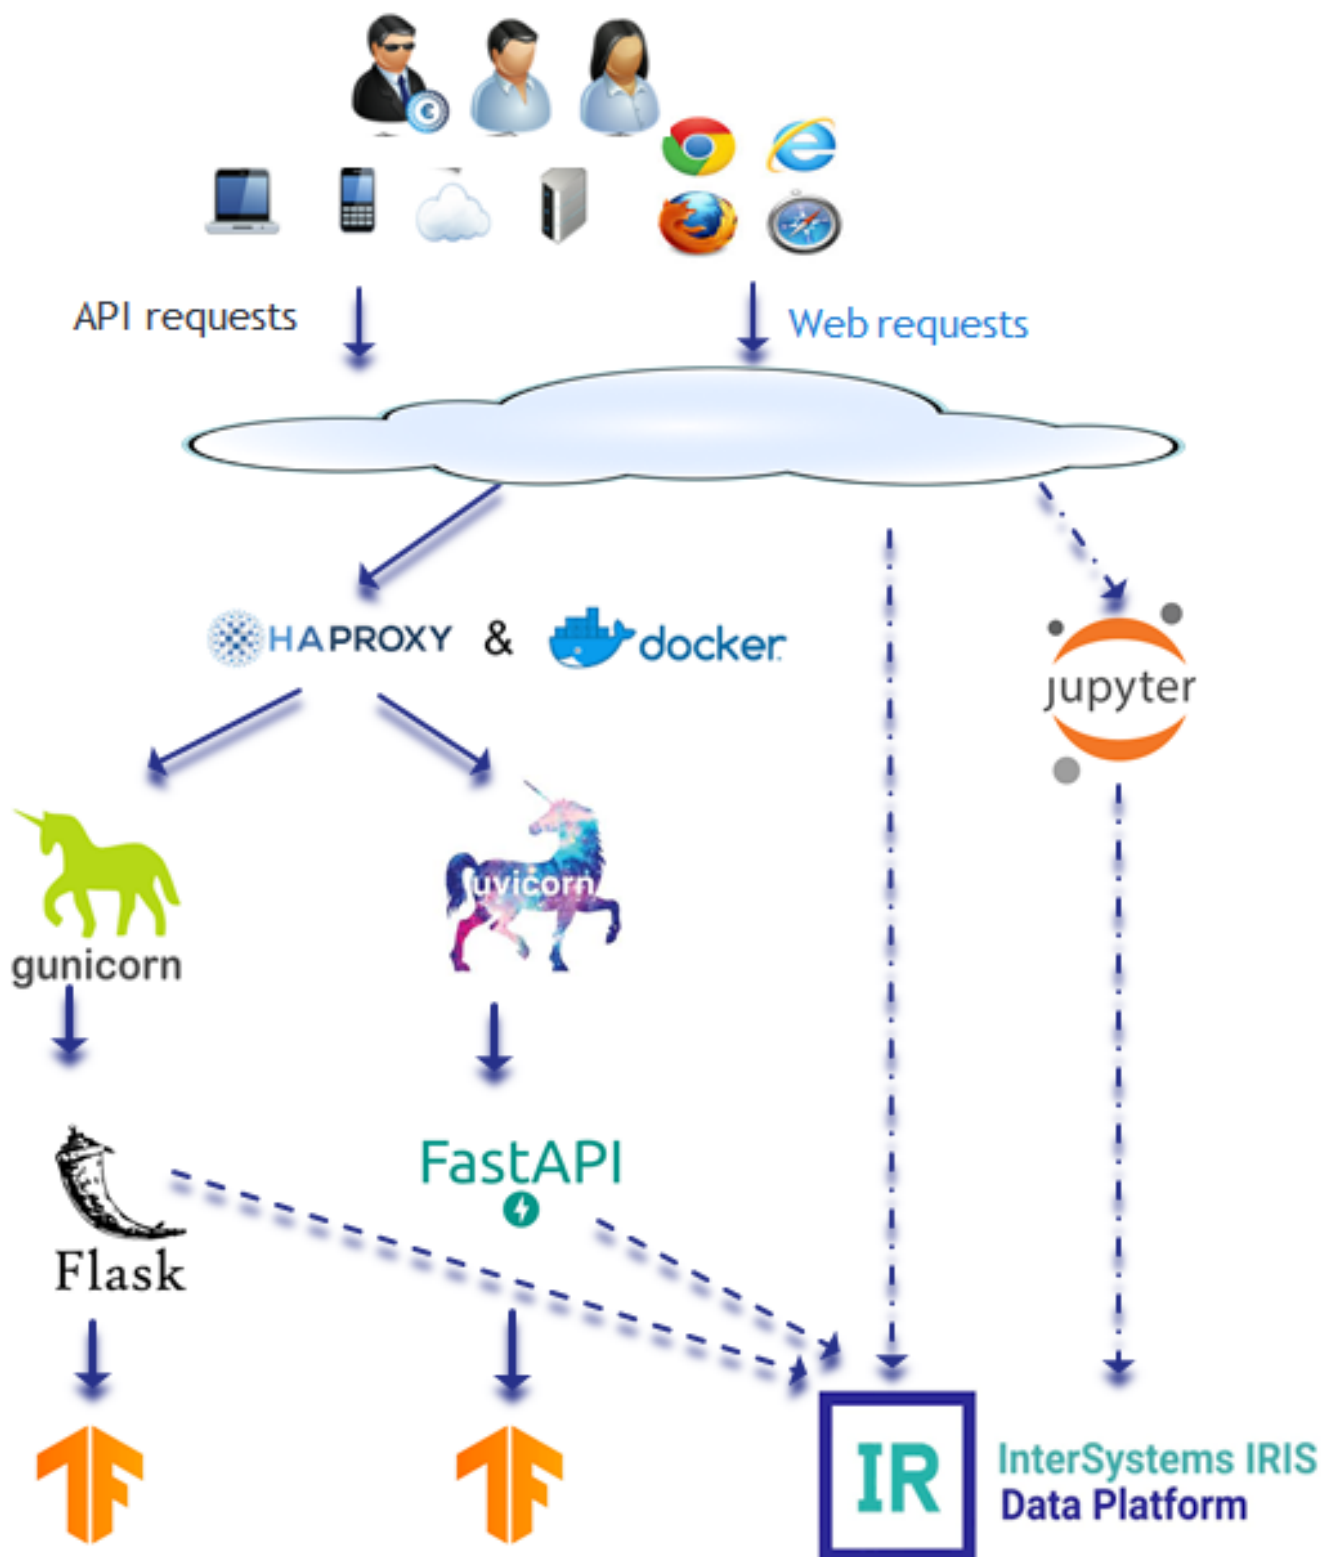 API requests
Web requests
HAPROXY & docker
jupyter
uvicorn
gunicorn
FastAPI
Flask
IR
InterSystems IRIS
Data Platform